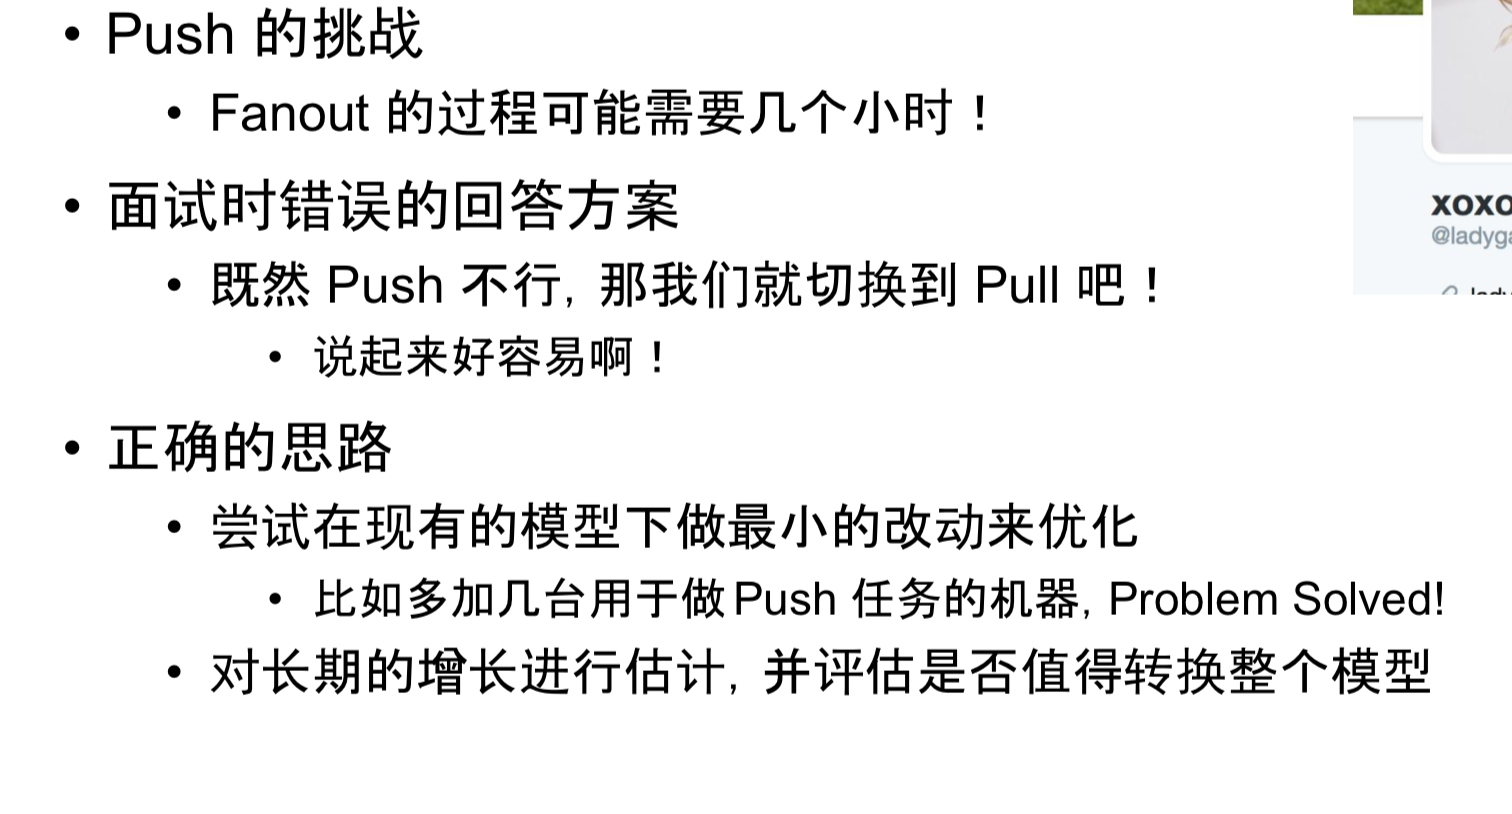 • Push 的挑战
• Fanout 的过程可能需要几个小时！
• 面试时错误的回答方案
• 既然 Push 不行, 那我们就切换到 Pull 吧！
• 说起来好容易啊！
• 正确的思路
• 尝试在现有的模型下做最小的改动来优化
• 比如多加几台用于做Push 任务的机器, Problem Solved!
• 对长期的增长进行估计, 并评估是否值得转换整个模型
xoxo
@ladyga